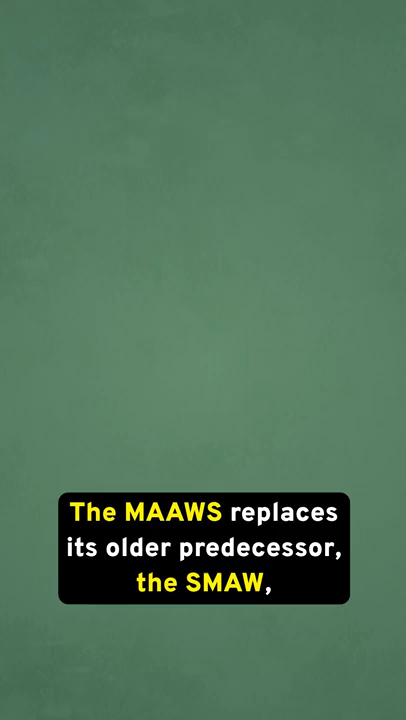 The MAAWS replaces
its older predecessor,
the SMAW,